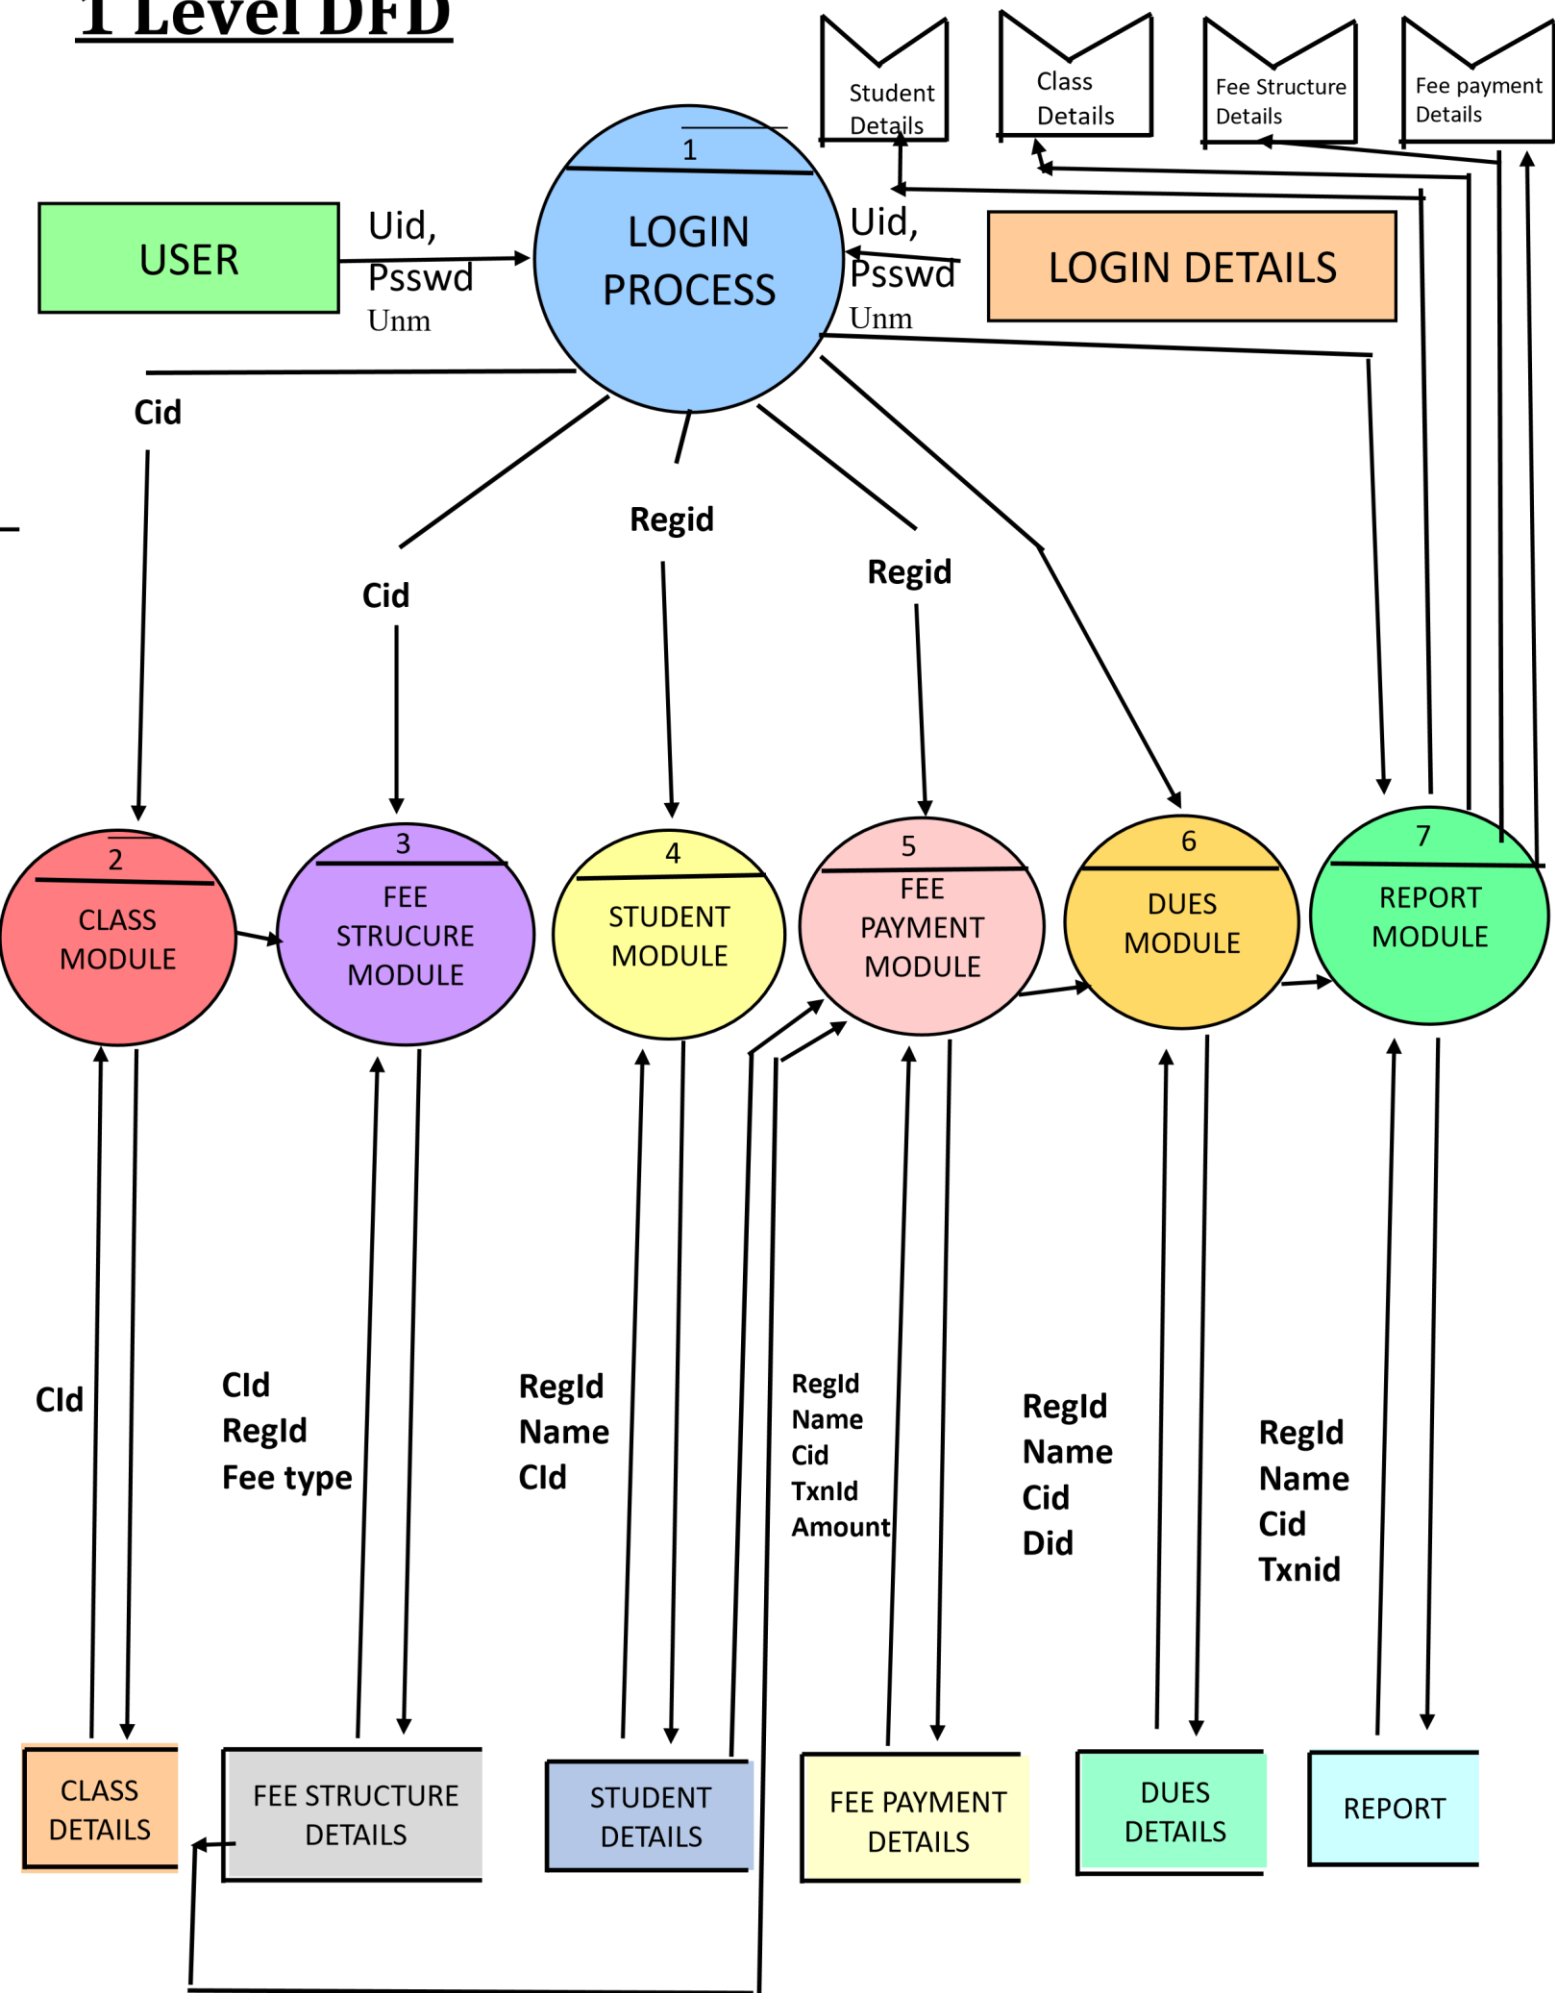 1 Level DFD
Student
Details
Class
Details
Fee Structure
Details
Fee payment
Details
1
LOGIN
PROCESS
USER
Uid,
Psswd
Unm
Uid,
Psswd
Unm
LOGIN DETAILS
Cid
Cid
Regid
Regid
2
CLASS
MODULE
3
FEE
STRUCURE
MODULE
4
STUDENT
MODULE
5
FEE
PAYMENT
MODULE
6
DUES
MODULE
7
REPORT
MODULE
CId
CId
RegId
Fee type
RegId
Name
CId
RegId
Name
Cid
TxnId
Amount
RegId
Name
Cid
Did
RegId
Name
Cid
Txnid
CLASS
DETAILS
FEE STRUCTURE
DETAILS
STUDENT
DETAILS
FEE PAYMENT
DETAILS
DUES
DETAILS
REPORT